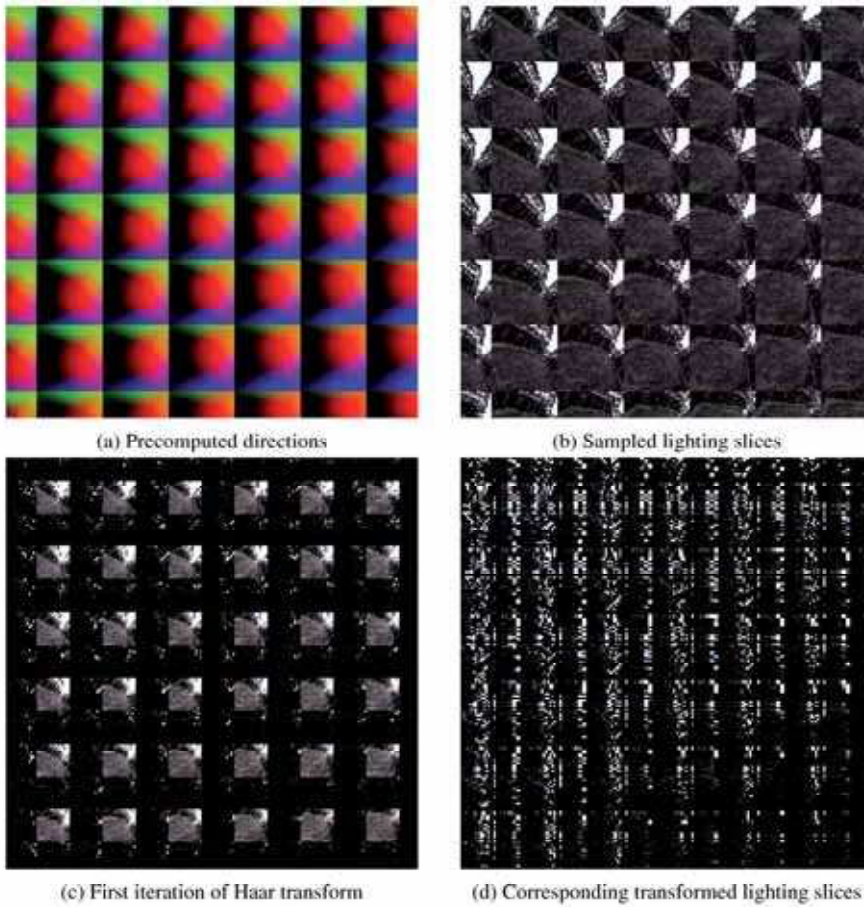 (a) Precomputed directions
(b) Sampled lighting slices
(c) First iteration of Haar transform
(d) Corresponding transformed lighting slices